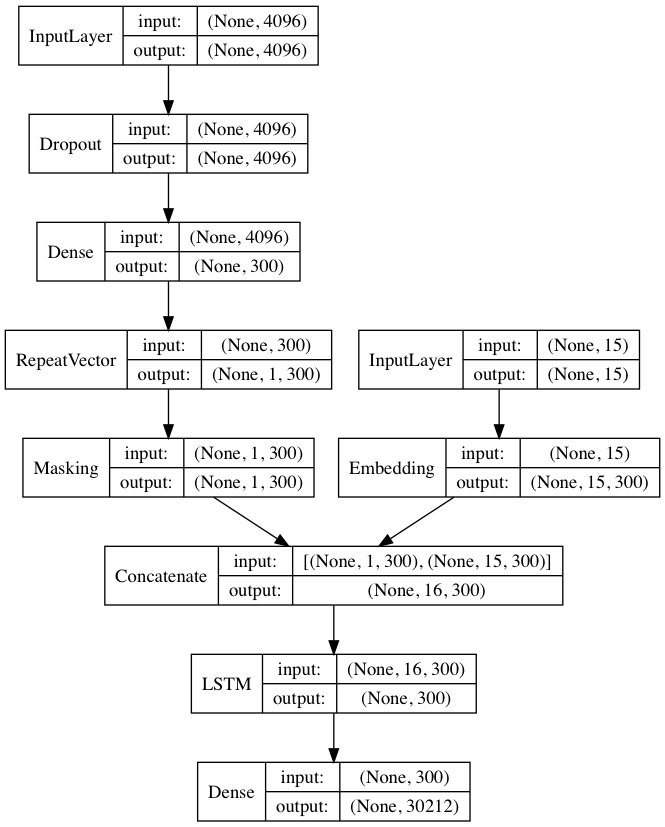 InputLayer input: (None, 4096)
output: (None, 4096)
Dropout input: (None, 4096)
output: (None, 4096)
Dense input: (None, 4096)
output: (None, 300)
RepeatVector input: (None, 300)
output: (None, 1, 300)
InputLayer input: (None, 15)
output: (None, 15)
Masking input: (None, 1, 300)
output: (None, 1, 300)
Embedding input: (None, 15)
output: (None, 15, 300)
Concatenate input: [(None, 1, 300), (None, 15, 300)]
output: (None, 16, 300)
LSTM input: (None, 16, 300)
output: (None, 300)
Dense input: (None, 300)
output: (None, 30212)